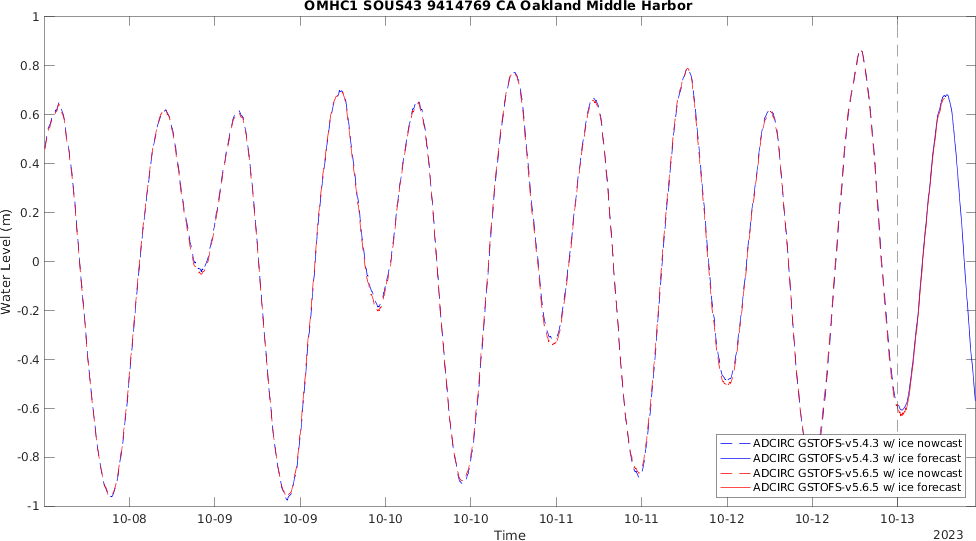 OMHC1 SOUS43 9414769 CA Oakland Middle Harbor
1
0.8
0.6
0.4
0.2
0
-0.2
-0.4
-0.6
-0.8
-1
Water Level (m)
ADCIRC GSTOFS-v5.4.3 w/ ice nowcast
ADCIRC GSTOFS-v5.4.3 w/ ice forecast
ADCIRC GSTOFS-v5.6.5 w/ ice nowcast
ADCIRC GSTOFS-v5.6.5 w/ ice forecast
10-08 10-09 10-09 10-10 10-10 10-11 10-11 10-12 10-12 10-13
Time
2023